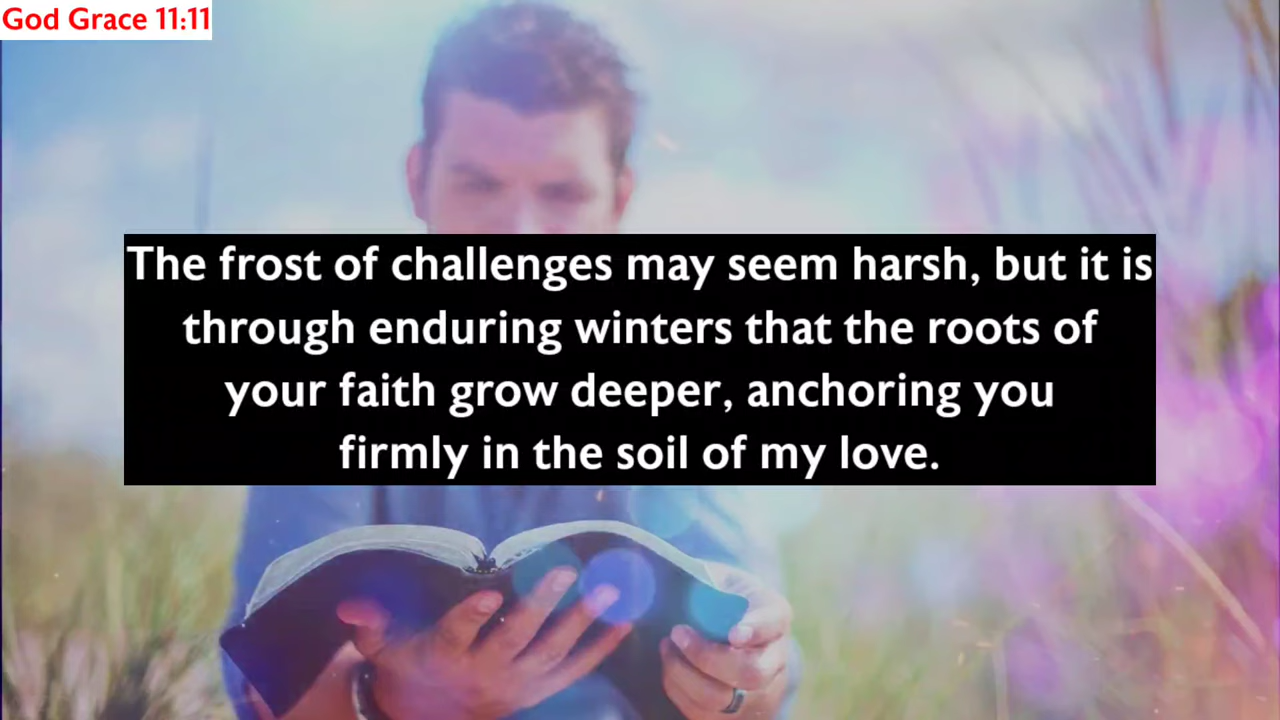 God Grace 11:11
The frost of challenges may seem harsh, but it is
through enduring winters that the roots of
your faith grow deeper, anchoring you
firmly in the soil of my love.